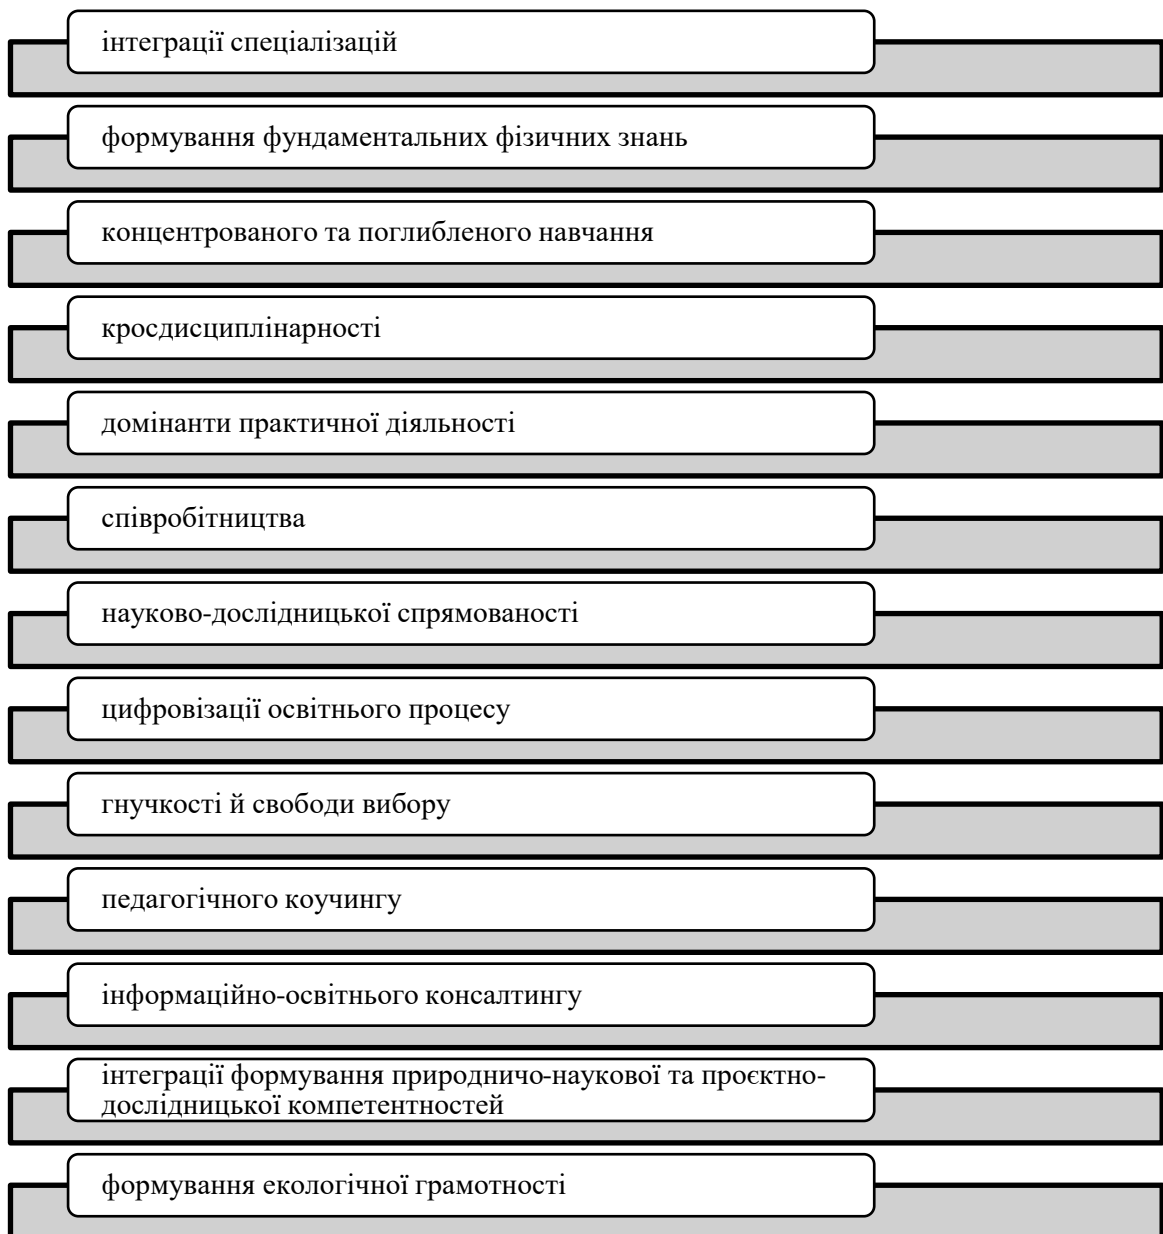 інтеграції спеціалізацій
формування фундаментальних фізичних знань
концентрованого та поглибленого навчання
кросдисциплінарності
домінанти практичної діяльності
співробітництва
науково-дослідницької спрямованості
цифровізації освітнього процесу
гнучкості й свободи вибору
педагогічного коучингу
інформаційно-освітнього консалтингу
інтеграції формування природничо-наукової та проєктно-
дослідницької компетентностей
формування екологічної грамотності